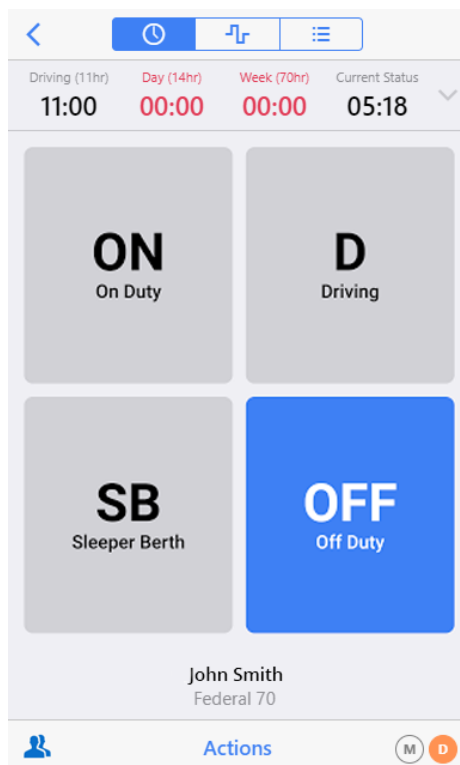 Driving (11hr) Day (14hr) Week (70hr) Current Status
11:00 00:00 00:00 05:18
ON D
On Duty Driving
SB OFF
Sleeper Berth Off Duty
John Smith
Federal 70
Actions M D